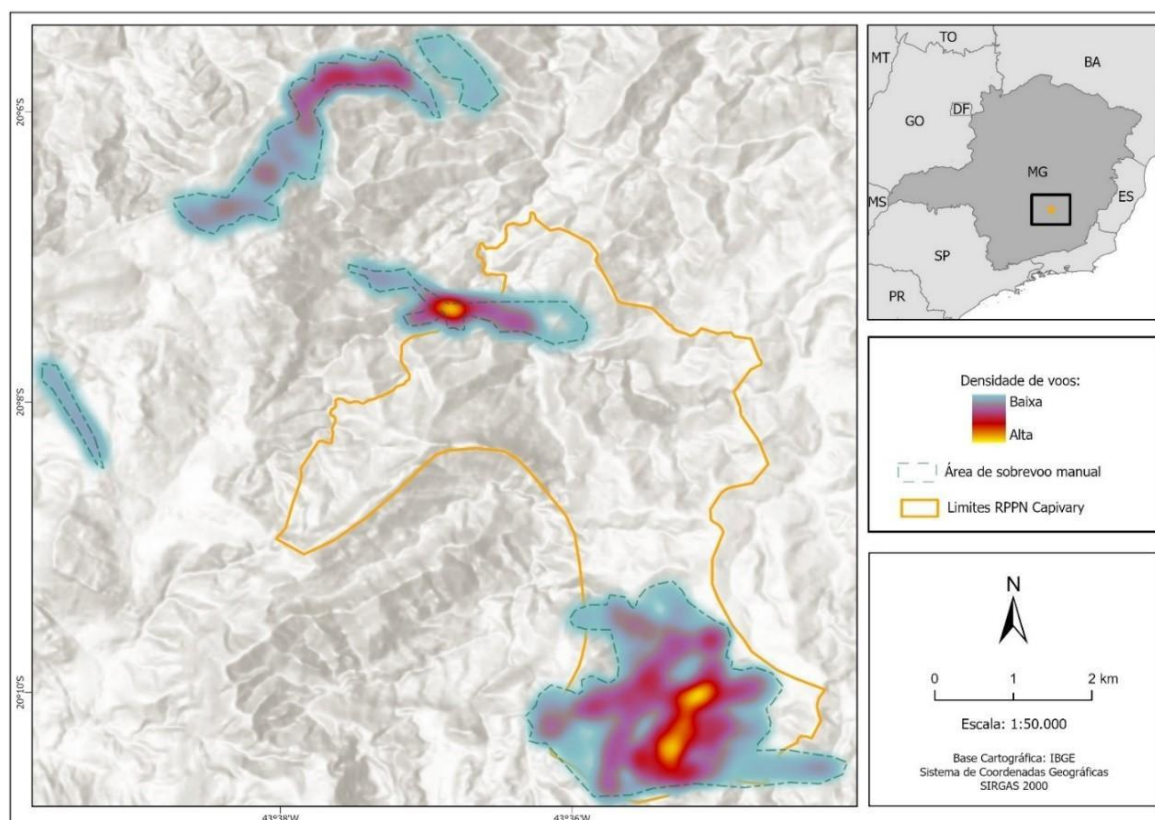 20°6'S
20°8'S
20°10'S
43°38'W
43°36'W
TO
MT
BA
DF
GO
MG
ES
MS
SP
PR
Densidade de voos:
Baixa
Alta
Área de sobrevoo manual
Limites RPPN Capivary
N
0 1 2 km
Escala: 1:50.000
Base Cartográfica: IBGE
Sistema de Coordenadas Geográficas
SIRGAS 2000